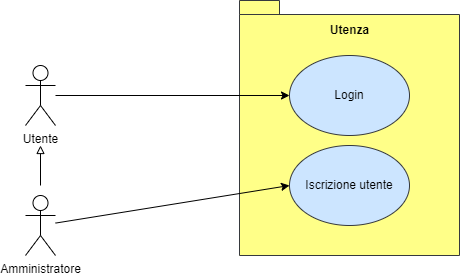 Utenza
Login
Utente
Iscrizione utente
Amministratore